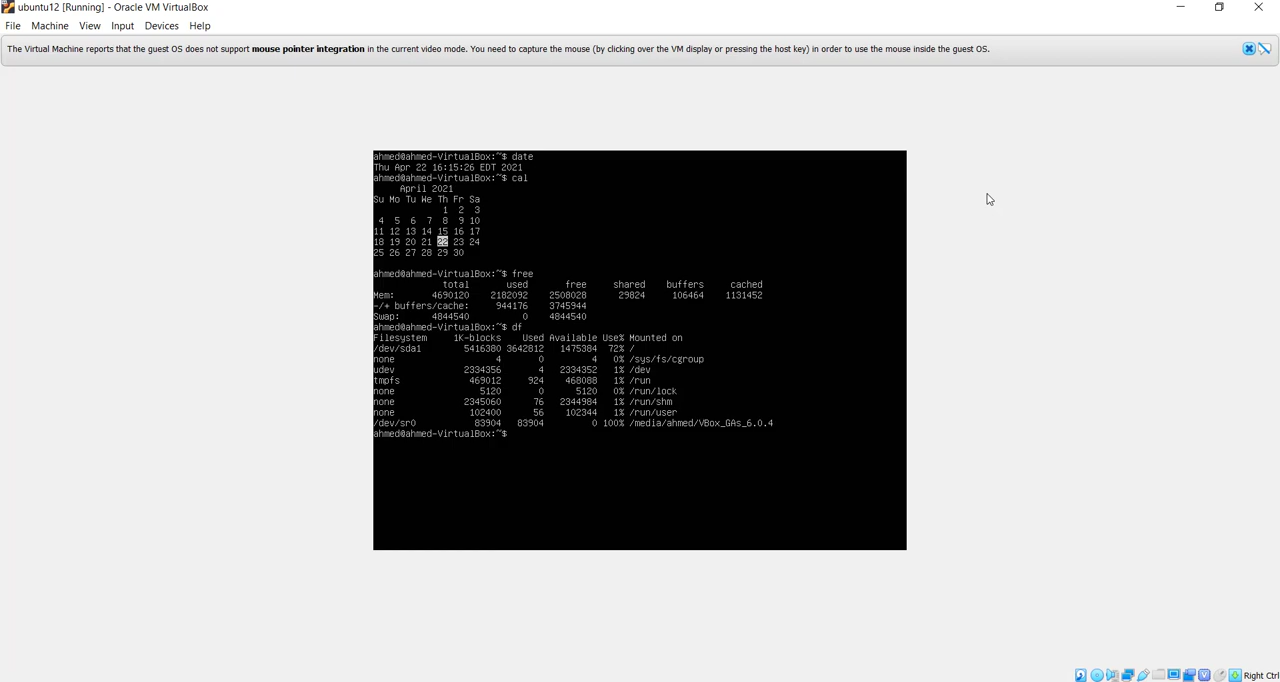 ubuntu12 [Running] - Oracle VM VirtualBox
File Machine View Input Devices Help
The Virtual Machine reports that the guest OS does not support mouse pointer integration in the current video mode. You need to capture the mouse (by clicking over the VM display or pressing the host key) in order to use the mouse inside the guest OS.
ahmed@ahmed-VirtualBox:~$ date
Thu Apr 22 16:15:26 EDT 2021
ahmed@ahmed-VirtualBox:~$ cal
April 2021
Su Mo Tu We Th Fr Sa
1 2 3
4 5 6 7 8 9 10
11 12 13 14 15 16 17
18 19 20 21 22 23 24
25 26 27 28 29 30
ahmed@ahmed-VirtualBox:~$ free
total used free shared buffers cached
Mem: 4690120 2182092 2508028 29824 106464 1131452
-/+ buffers/cache: 944176 3745944
Swap: 4844540 0 4844540
ahmed@ahmed-VirtualBox:~$ df
Filesystem 1K-blocks Used Available Use% Mounted on
/dev/sda1 5416380 3642812 1475384 72% /
none 4 0 4 0% /sys/fs/cgroup
udev 2334356 4 2334352 1% /dev
tmpfs 469012 924 468088 1% /run
none 5120 0 5120 0% /run/lock
none 2345060 76 2344984 1% /run/shm
none 102400 56 102344 1% /run/user
/dev/sr0 83904 83904 0 100% /media/ahmed/VBox_GAs_6.0.4
ahmed@ahmed-VirtualBox:~$
Right Ctrl